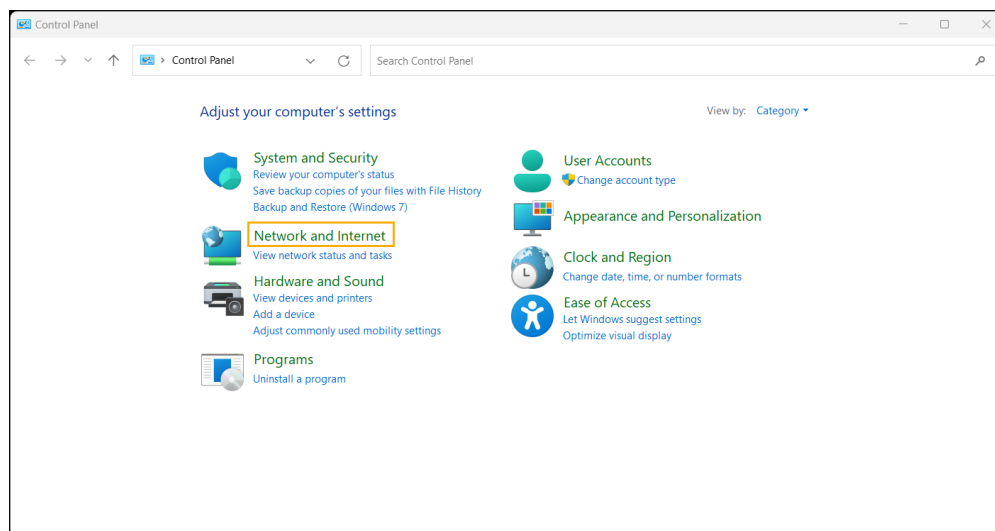 Control Panel
Control Panel
Search Control Panel
Adjust your computer's settings
View by: Category
System and Security
Review your computer's status
Save backup copies of your files with File History
Backup and Restore (Windows 7)
Network and Internet
View network status and tasks
Hardware and Sound
View devices and printers
Add a device
Adjust commonly used mobility settings
Programs
Uninstall a program
User Accounts
Change account type
Appearance and Personalization
Clock and Region
Change date, time, or number formats
Ease of Access
Let Windows suggest settings
Optimize visual display